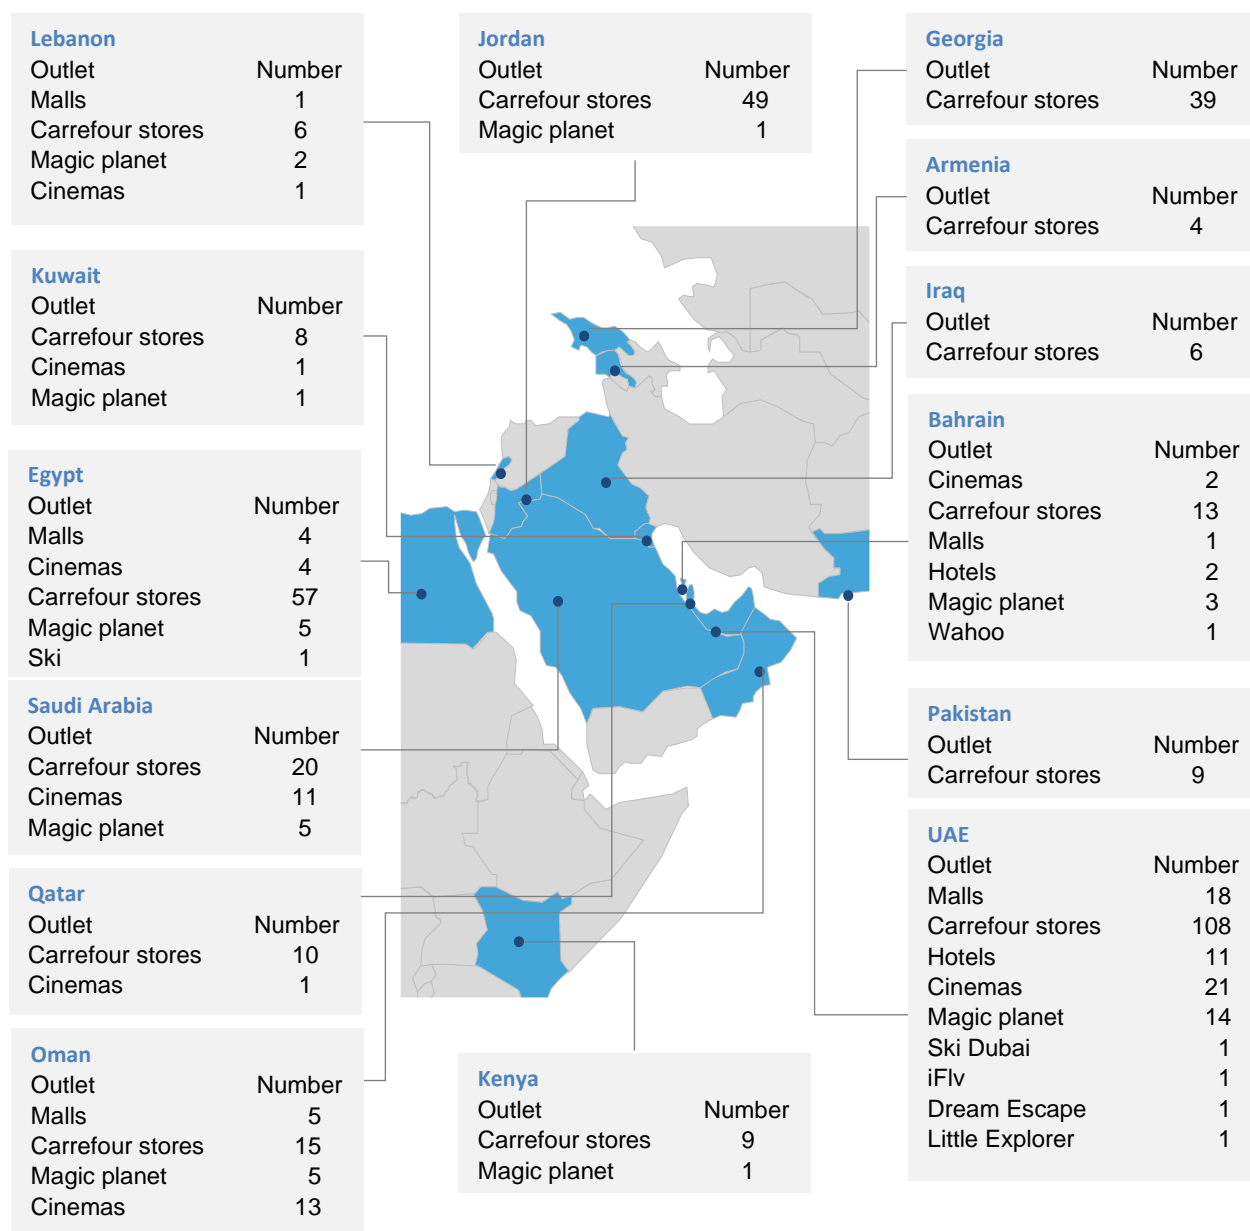 Lebanon
Outlet Number
Malls 1
Carrefour stores 6
Magic planet 2
Cinemas 1
Kuwait
Outlet Number
Carrefour stores 8
Cinemas 1
Magic planet 1
Egypt
Outlet Number
Malls 4
Cinemas 4
Carrefour stores 57
Magic planet 5
Ski 1
Saudi Arabia
Outlet Number
Carrefour stores 20
Cinemas 11
Magic planet 5
Qatar
Outlet Number
Carrefour stores 10
Cinemas 1
Oman
Outlet Number
Malls 5
Carrefour stores 15
Magic planet 5
Cinemas 13
Jordan
Outlet Number
Carrefour stores 49
Magic planet 1
Kenya
Outlet Number
Carrefour stores 9
Magic planet 1
Georgia
Outlet Number
Carrefour stores 39
Armenia
Outlet Number
Carrefour stores 4
Iraq
Outlet Number
Carrefour stores 6
Bahrain
Outlet Number
Cinemas 2
Carrefour stores 13
Malls 1
Hotels 2
Magic planet 3
Wahoo 1
Pakistan
Outlet Number
Carrefour stores 9
UAE
Outlet Number
Malls 18
Carrefour stores 108
Hotels 11
Cinemas 21
Magic planet 14
Ski Dubai 1
iFlv 1
Dream Escape 1
Little Explorer 1